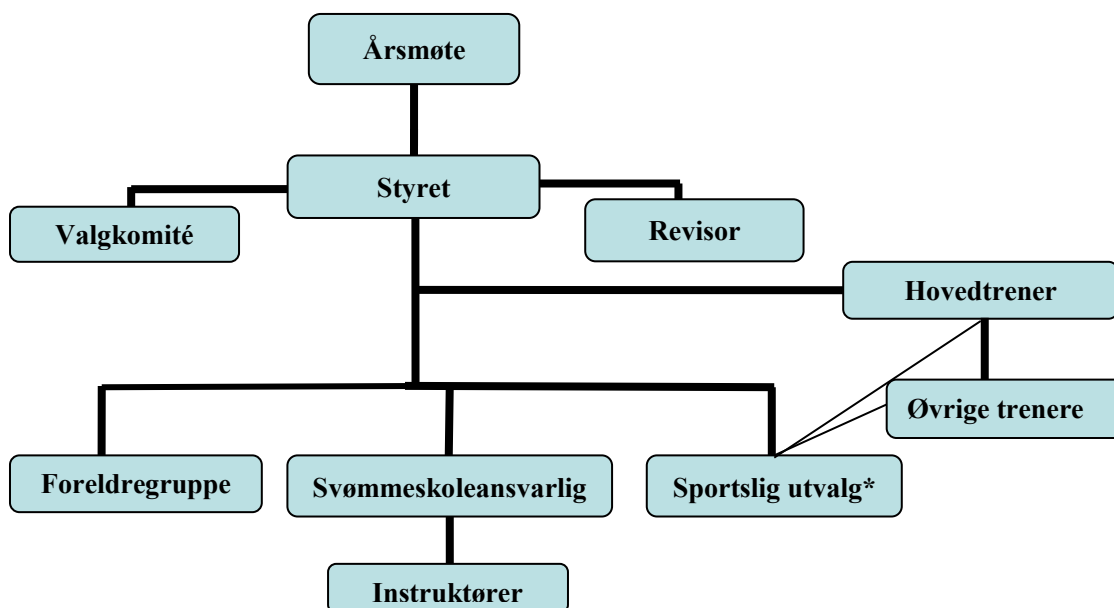 Årsmøte
Styret
Valgkomité
Revisor
Hovedtrener
Øvrige trenere
Foreldregruppe
Svømmeskoleansvarlig
Sportslig utvalg*
Instruktører